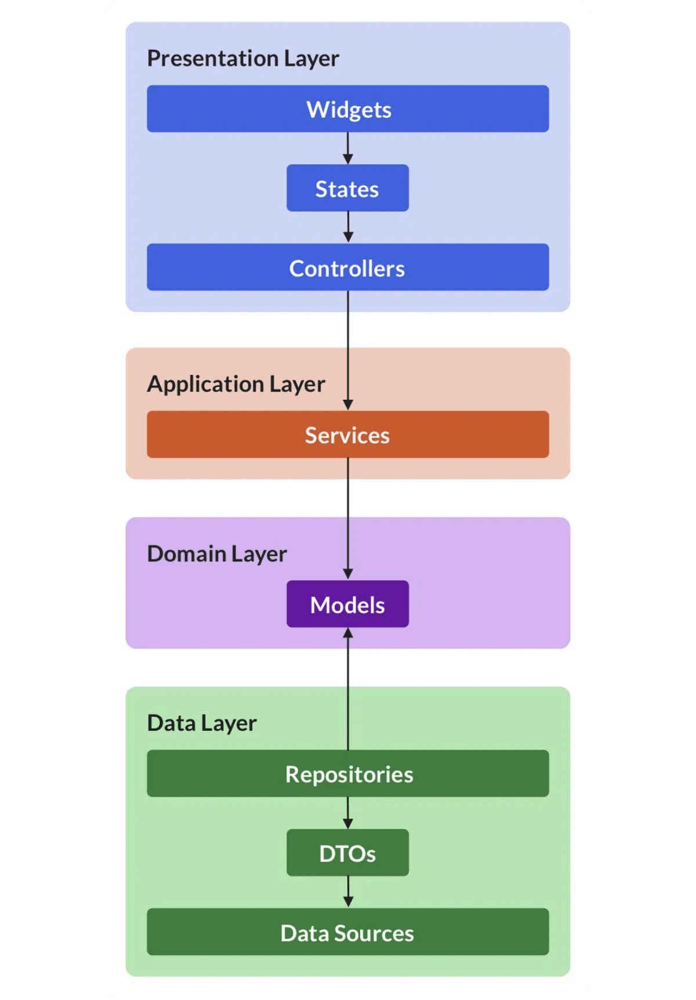 Presentation Layer
Widgets
States
Controllers
Application Layer
Services
Domain Layer
Models
Data Layer
Repositories
DTOs
Data Sources